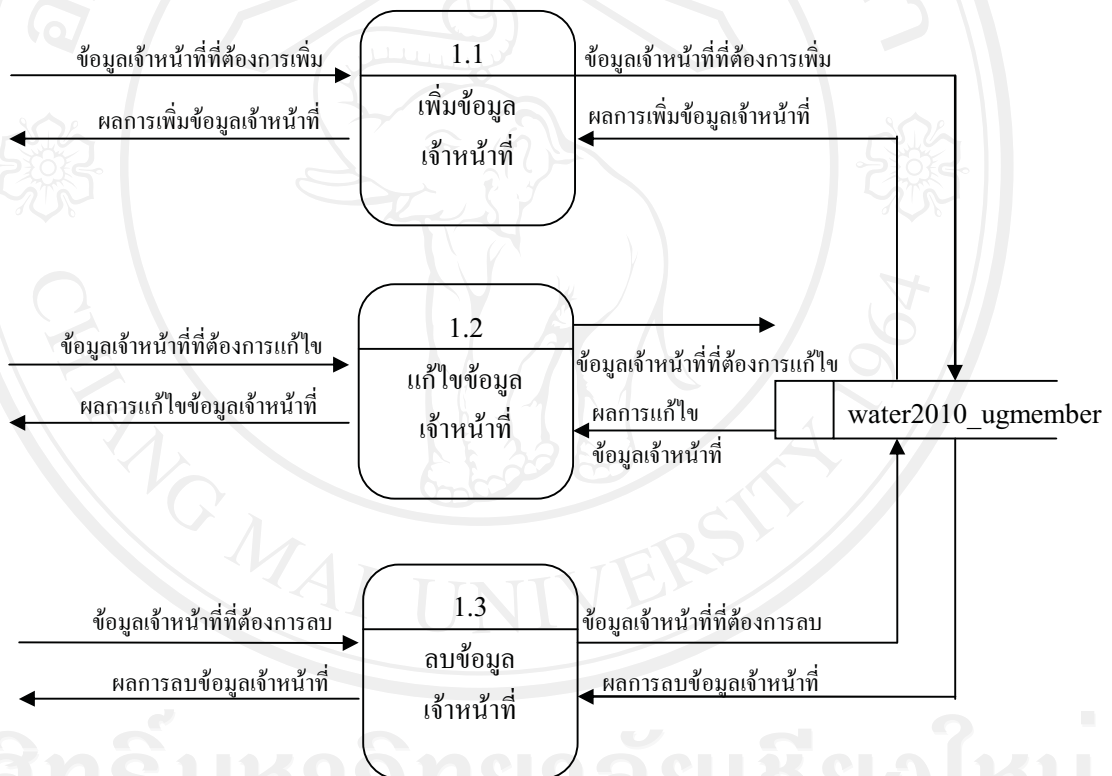 ข้อมูลเจ้าหน้าที่ที่ต้องการเพิ่ม
1.1
ข้อมูลเจ้าหน้าที่ที่ต้องการเพิ่ม
ผลการเพิ่มข้อมูลเจ้าหน้าที่
เพิ่มข้อมูล
เจ้าหน้าที่
ผลการเพิ่มข้อมูลเจ้าหน้าที่
ข้อมูลเจ้าหน้าที่ที่ต้องการแก้ไข
1.2
ข้อมูลเจ้าหน้าที่ที่ต้องการแก้ไข
ผลการแก้ไขข้อมูลเจ้าหน้าที่
แก้ไขข้อมูล
เจ้าหน้าที่
ผลการแก้ไข
ข้อมูลเจ้าหน้าที่
water2010_ugmember
ข้อมูลเจ้าหน้าที่ที่ต้องการลบ
1.3
ข้อมูลเจ้าหน้าที่ที่ต้องการลบ
ผลการลบข้อมูลเจ้าหน้าที่
ลบข้อมูล
เจ้าหน้าที่
ผลการลบข้อมูลเจ้าหน้าที่
CHIANG MAI UNIVERSITY 1964